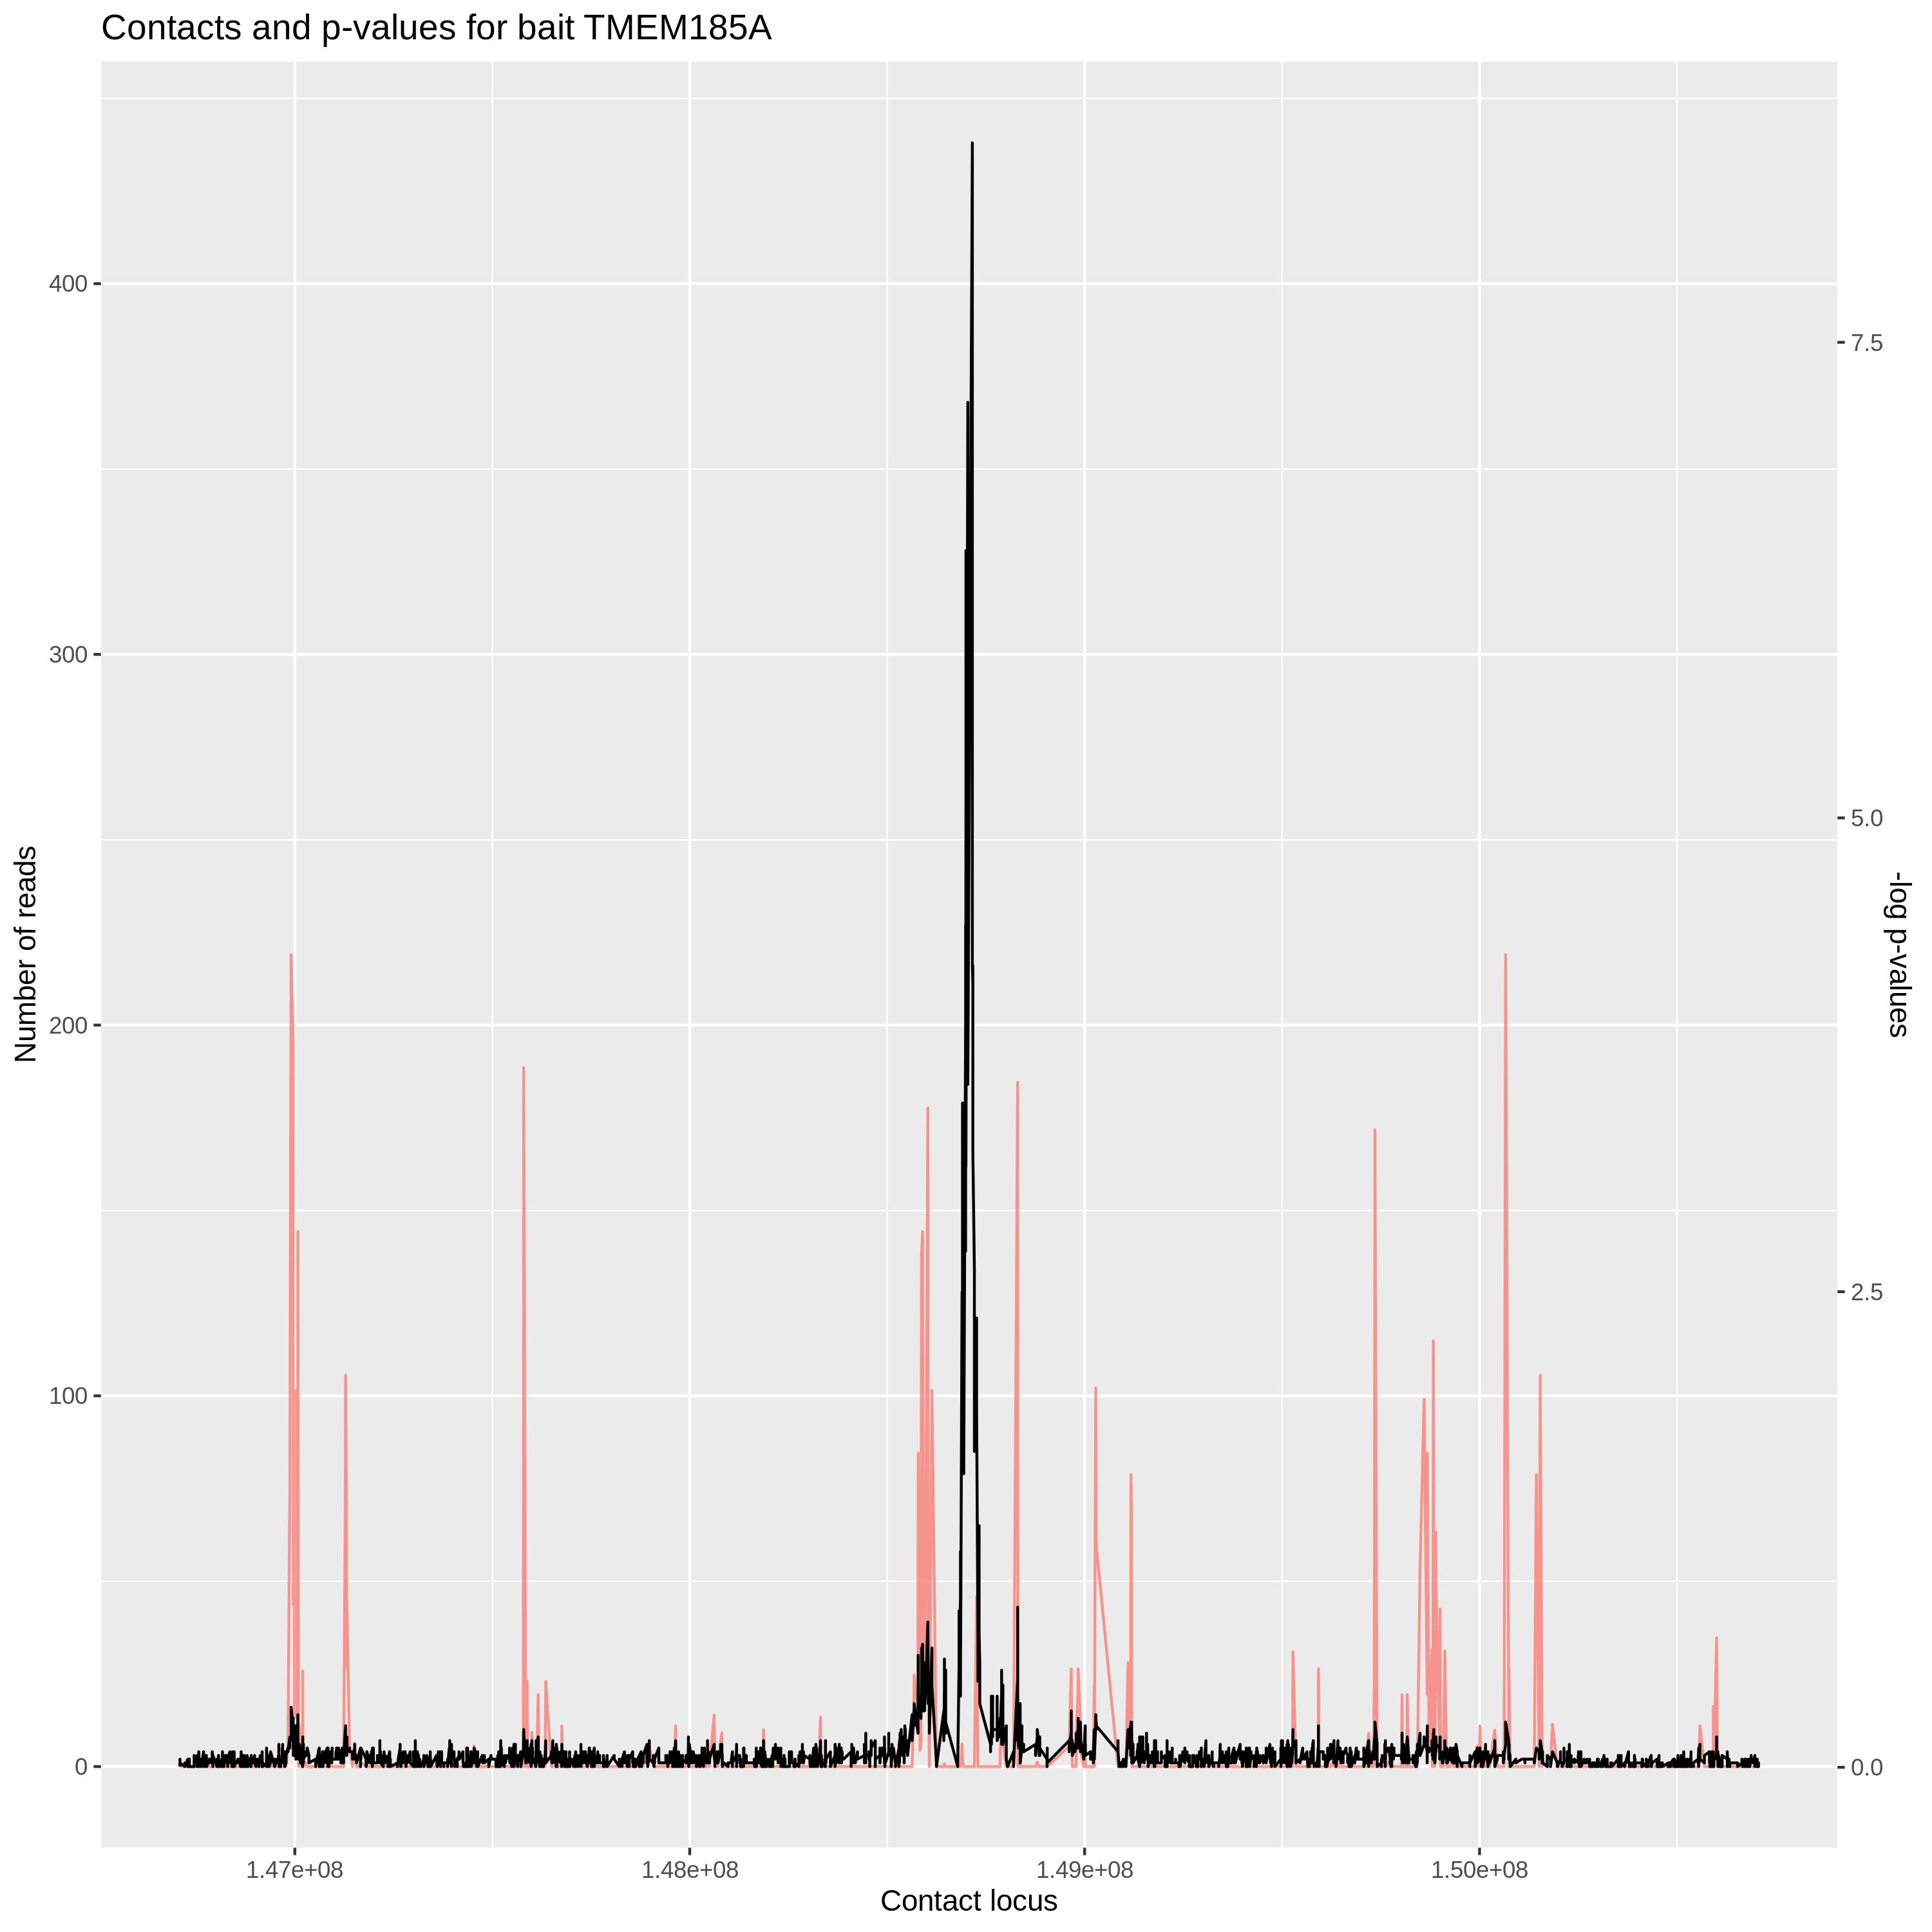 Contacts and p-values for bait TMEM185A
400
300
200
100
0
Number of reads
7.5
5.0
2.5
0.0
-log p-values
1.47e+08
1.48e+08
1.49e+08
1.50e+08
Contact locus